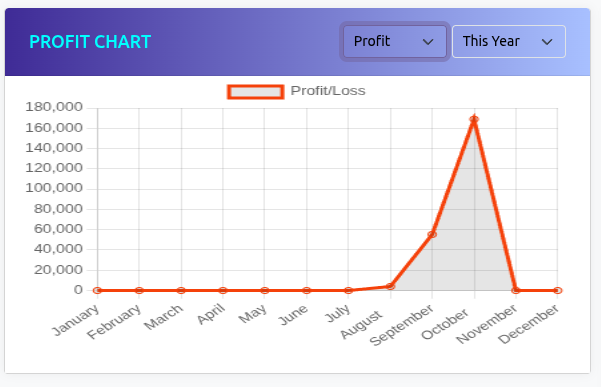 PROFIT CHART
Profit
This Year
Profit/Loss
180,000
160,000
140,000
120,000
100,000
80,000
60,000
40,000
20,000
0
January
February
March
April
May
June
July
August
September
October
November
December